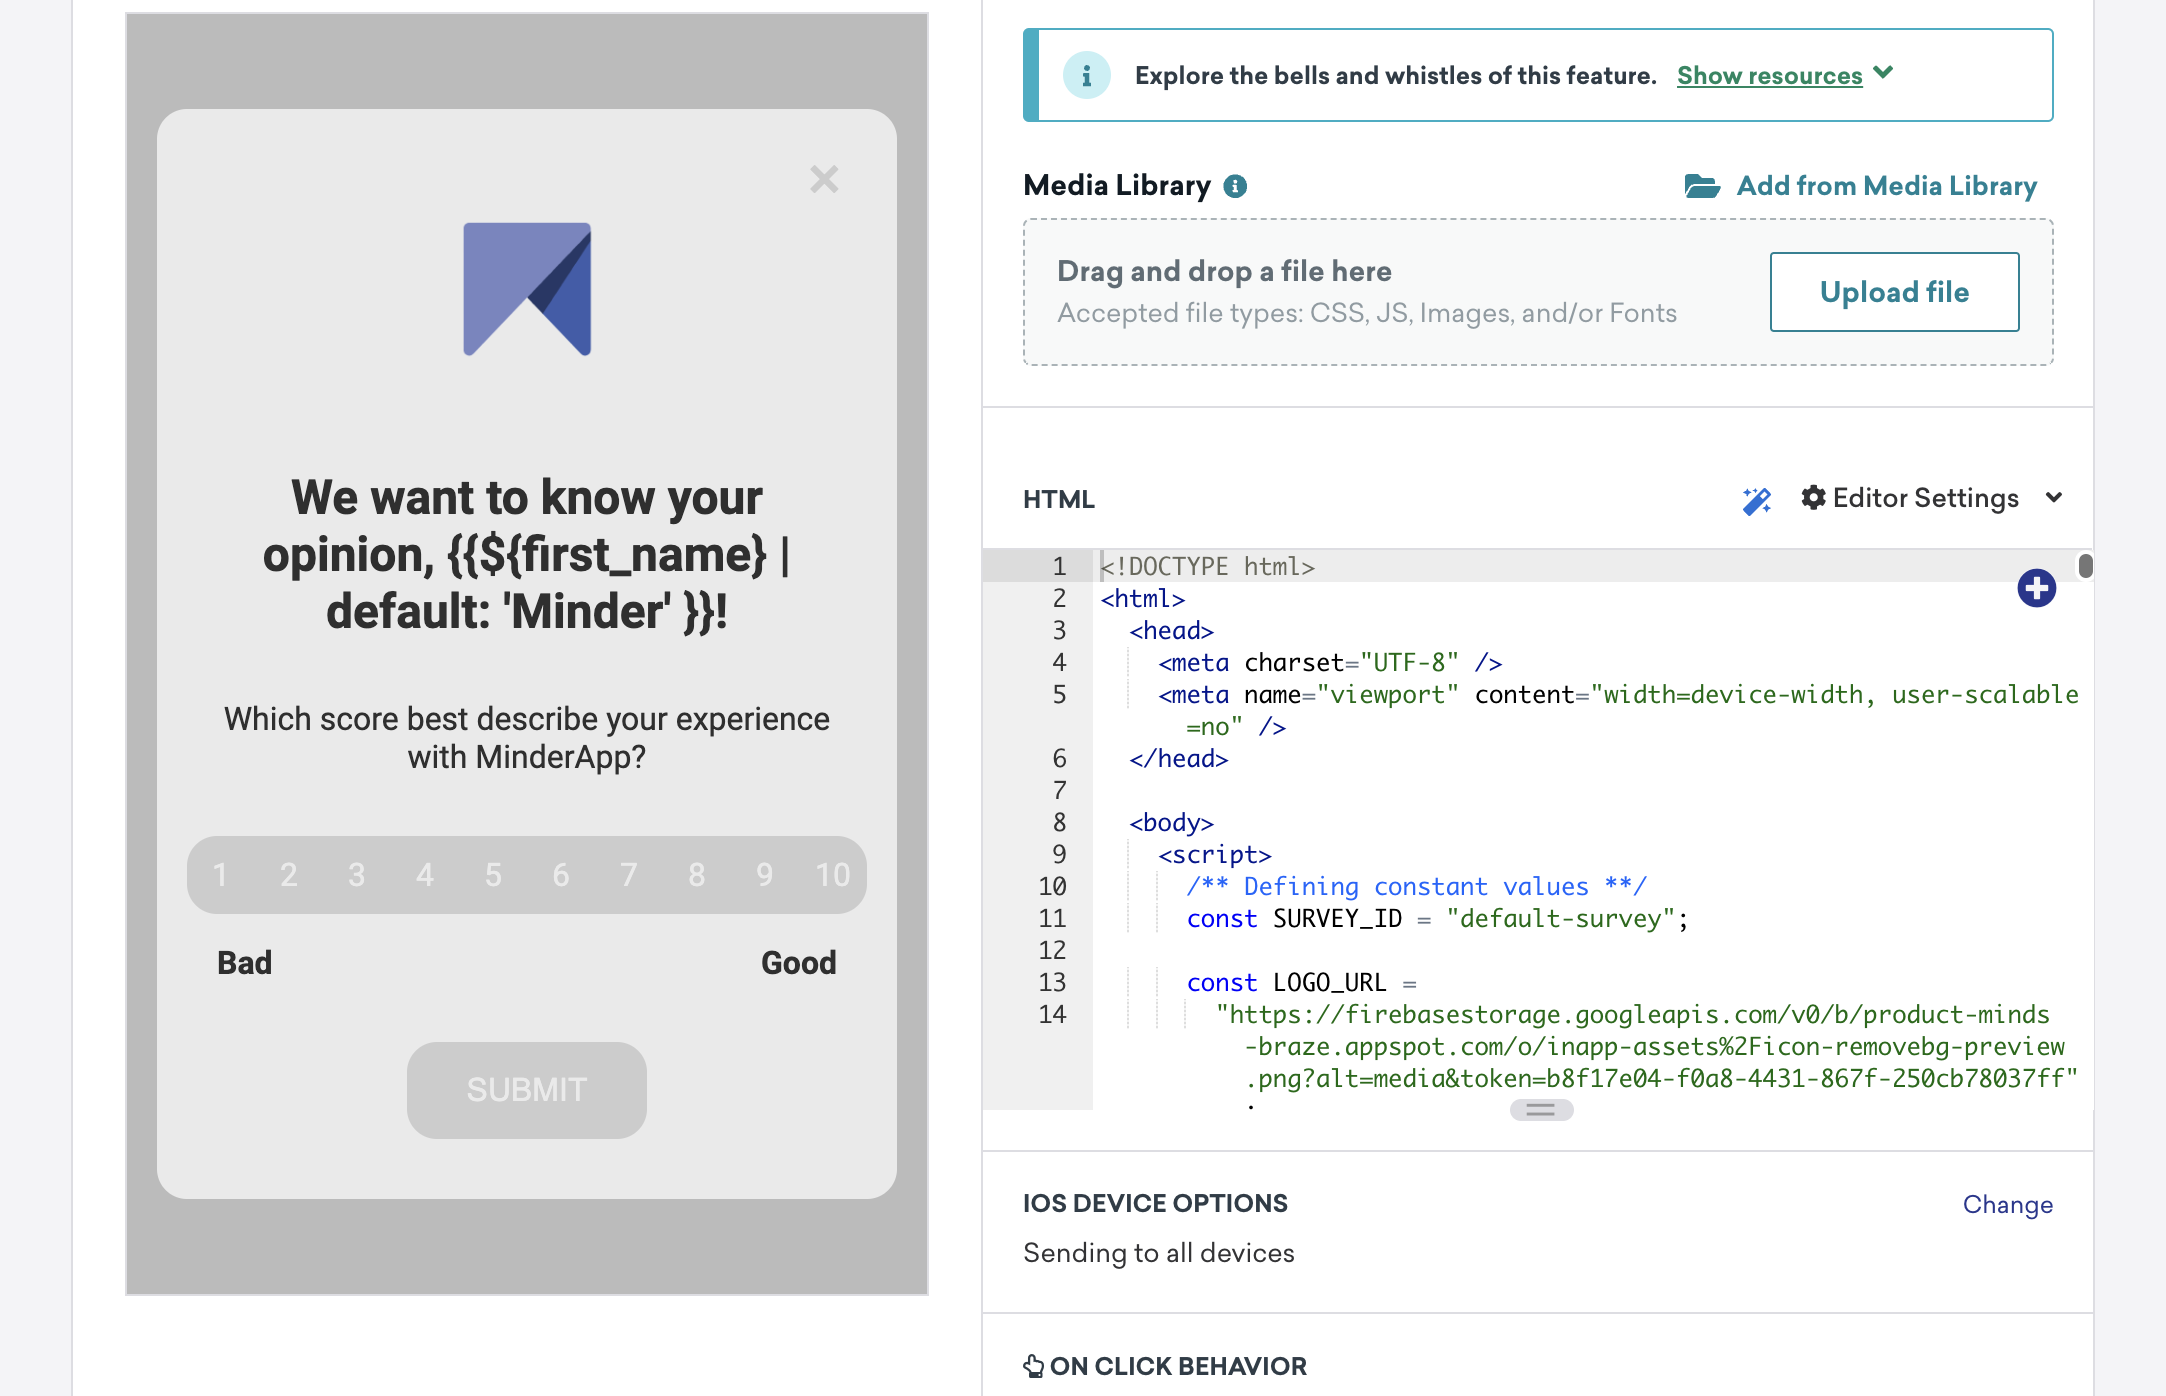 We want to know your
opinion, {{${first_name} |
default: 'Minder' }}!
Which score best describe your experience
with MinderApp?
1 2 3 4 5 6 7 8 9 10
Bad Good
SUBMIT
Explore the bells and whistles of this feature. Show resources
Media Library Add from Media Library
Drag and drop a file here
Accepted file types: CSS, JS, Images, and/or Fonts
Upload file
HTML Editor Settings
1 <!DOCTYPE html>
2 <html>
3 <head>
4 <meta charset="UTF-8" />
5 <meta name="viewport" content="width=device-width, user-scalable
=no" />
6 </head>
7
8 <body>
9 <script>
10 /** Defining constant values **/
11 const SURVEY_ID = "default-survey";
12
13 const LOGO_URL =
14 "https://firebasestorage.googleapis.com/v0/b/product-minds
-braze.appspot.com/o/inapp-assets%2Ficon-removebg-preview
.png?alt=media&token=b8f17e04-f0a8-4431-867f-250cb78037ff"
IOS DEVICE OPTIONS Change
Sending to all devices
ON CLICK BEHAVIOR